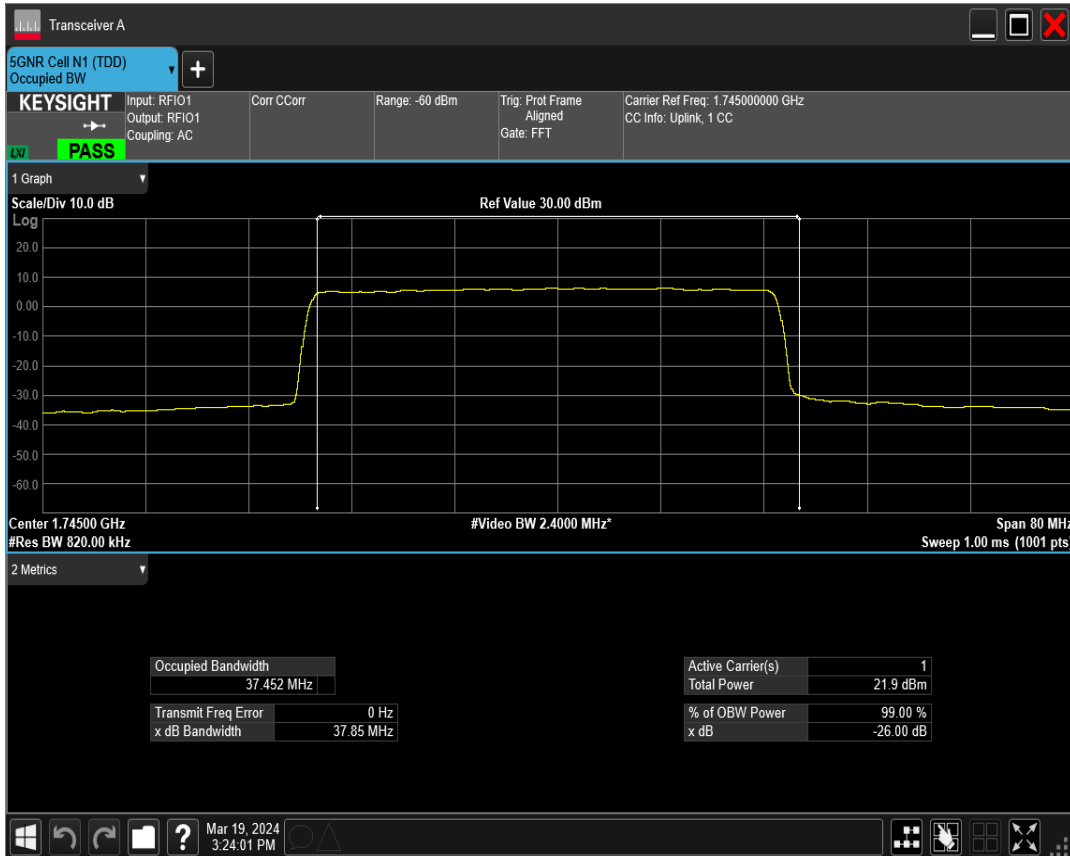 Transceiver A
5GNR Cell N1 (TDD)
Occupied BW
KEYSIGHT
LXI
PASS
Input: RFIO1
Output: RFIO1
Coupling: AC
Corr CCorr
Range: -60 dBm
Trig: Prot Frame
Aligned
Gate: FFT
Carrier Ref Freq: 1.745000000 GHz
CC Info: Uplink, 1 CC
1 Graph
Scale/Div 10.0 dB
Ref Value 30.00 dBm
Log
20.0
10.0
0.00
-10.0
-20.0
-30.0
-40.0
-50.0
-60.0
Center 1.74500 GHz
#Video BW 2.4000 MHz*
Span 80 MHz
#Res BW 820.00 kHz
Sweep 1.00 ms (1001 pts)
2 Metrics
Occupied Bandwidth
37.452 MHz
Transmit Freq Error 0 Hz
x dB Bandwidth 37.85 MHz
Active Carrier(s) 1
Total Power 21.9 dBm
% of OBW Power 99.00 %
x dB -26.00 dB
?
Mar 19, 2024
3:24:01 PM